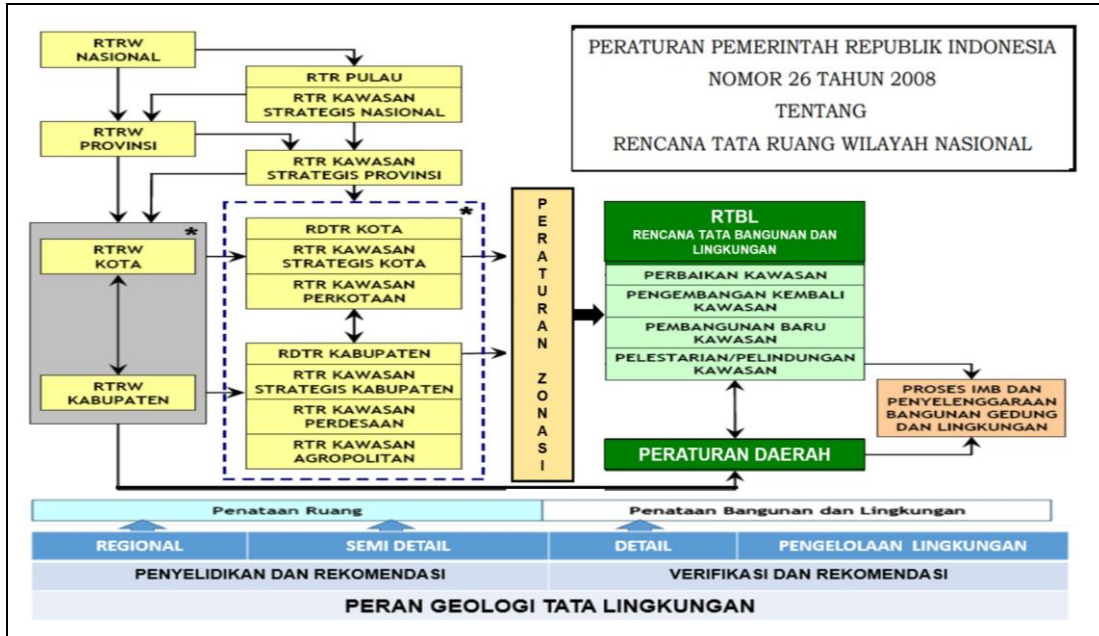 RTRW
NASIONAL
RTR PULAU
RTR KAWASAN
STRATEGIS NASIONAL
RTRW
PROVINSI
RTR KAWASAN
STRATEGIS PROVINSI
PERATURAN PEMERINTAH REPUBLIK INDONESIA
NOMOR 26 TAHUN 2008
TENTANG
RENCANA TATA RUANG WILAYAH NASIONAL
*
RTRW
KOTA
RTRW
KABUPATEN
*
RDTR KOTA
RTR KAWASAN
STRATEGIS KOTA
RTR KAWASAN
PERKOTAAN
RDTR KABUPATEN
RTR KAWASAN
STRATEGIS KABUPATEN
RTR KAWASAN
PERDESAAN
RTR KAWASAN
AGROPOLITAN
PERATURAN ZONASI
RTBL
RENCANA TATA BANGUNAN DAN
LINGKUNGAN
PERBAIKAN KAWASAN
PENGEMBANGAN KEMBALI
KAWASAN
PEMBANGUNAN BARU
KAWASAN
PELESTARIAN/PELINDUNGAN
KAWASAN
PROSES IMB DAN
PENYELENGGARAAN
BANGUNAN GEDUNG
DAN LINGKUNGAN
PERATURAN DAERAH
Penataan Ruang
Penataan Bangunan dan Lingkungan
REGIONAL
SEMI DETAIL
DETAIL
PENGELOLAAN LINGKUNGAN
PENYELIDIKAN DAN REKOMENDASI
VERIFIKASI DAN REKOMENDASI
PERAN GEOLOGI TATA LINGKUNGAN